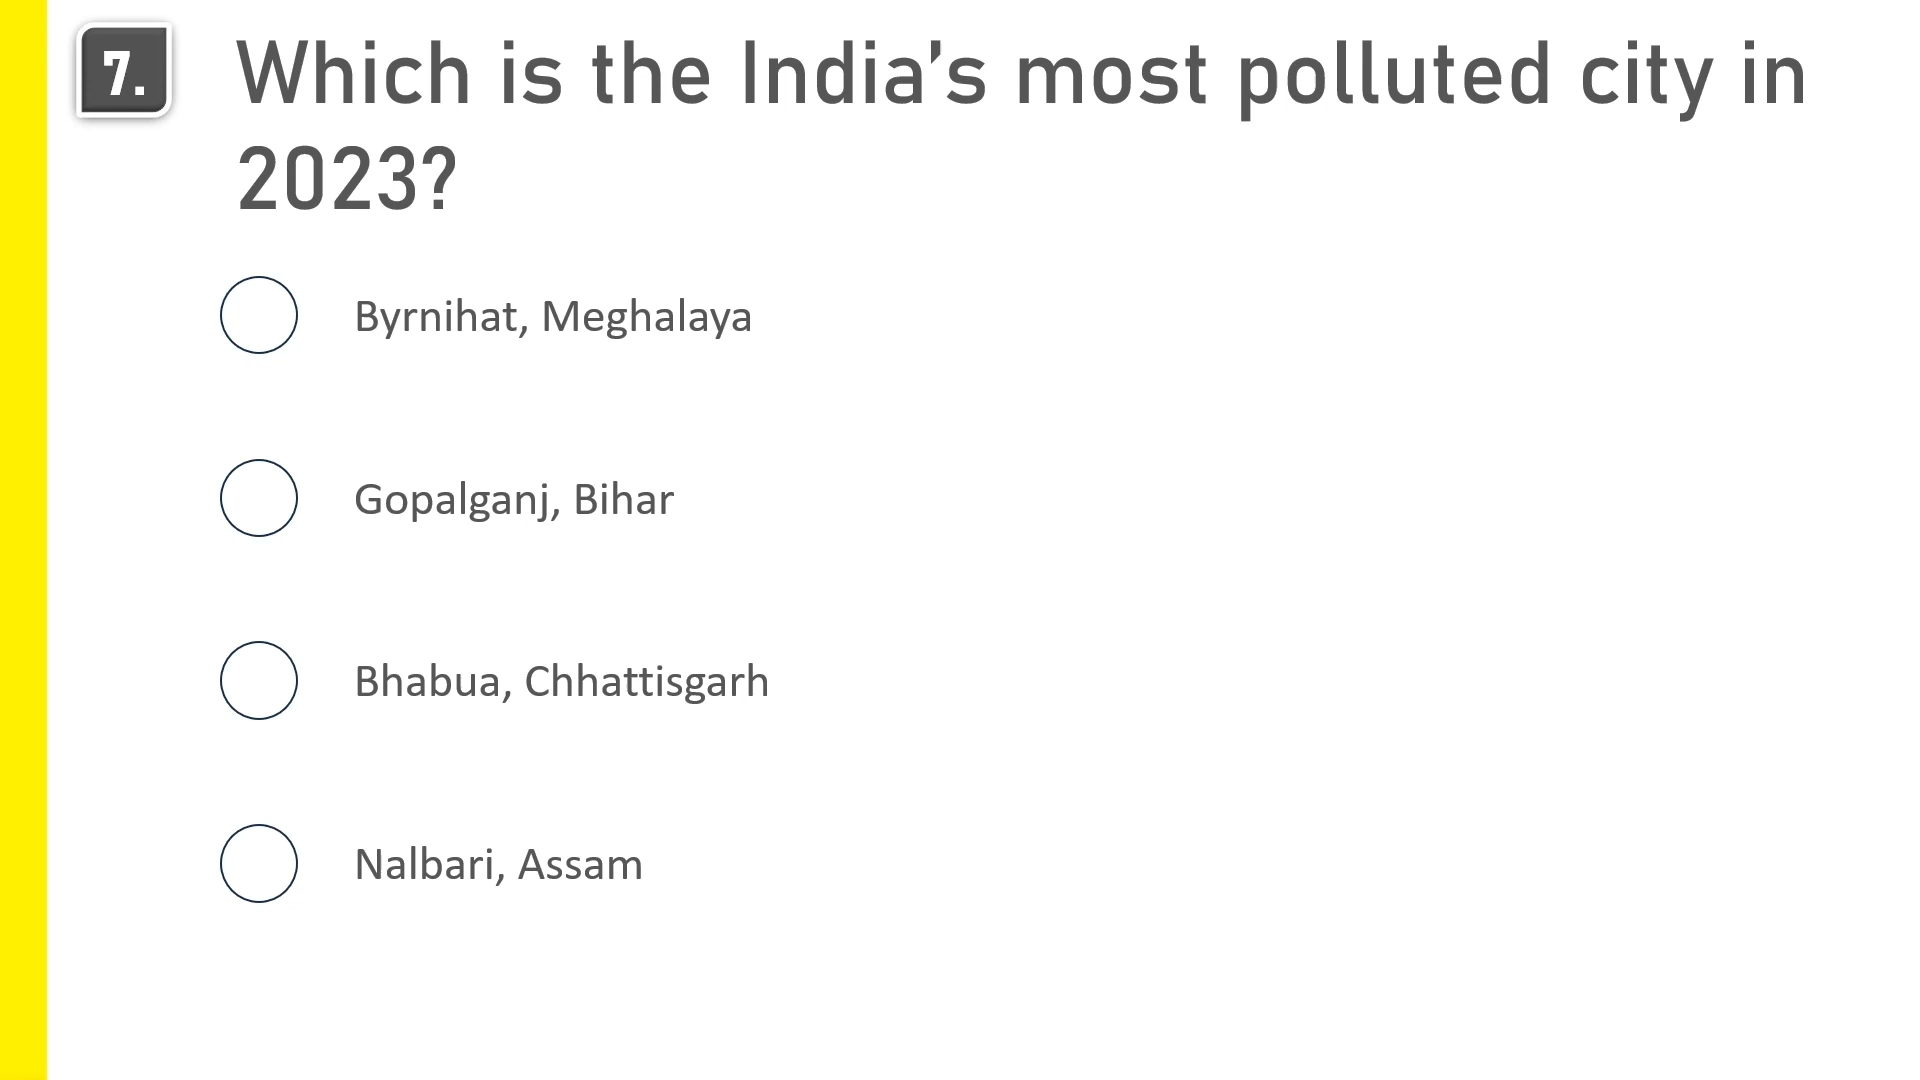 7. Which is the India’s most polluted city in
2023?
Byrnihat, Meghalaya
Gopalganj, Bihar
Bhabua, Chhattisgarh
Nalbari, Assam